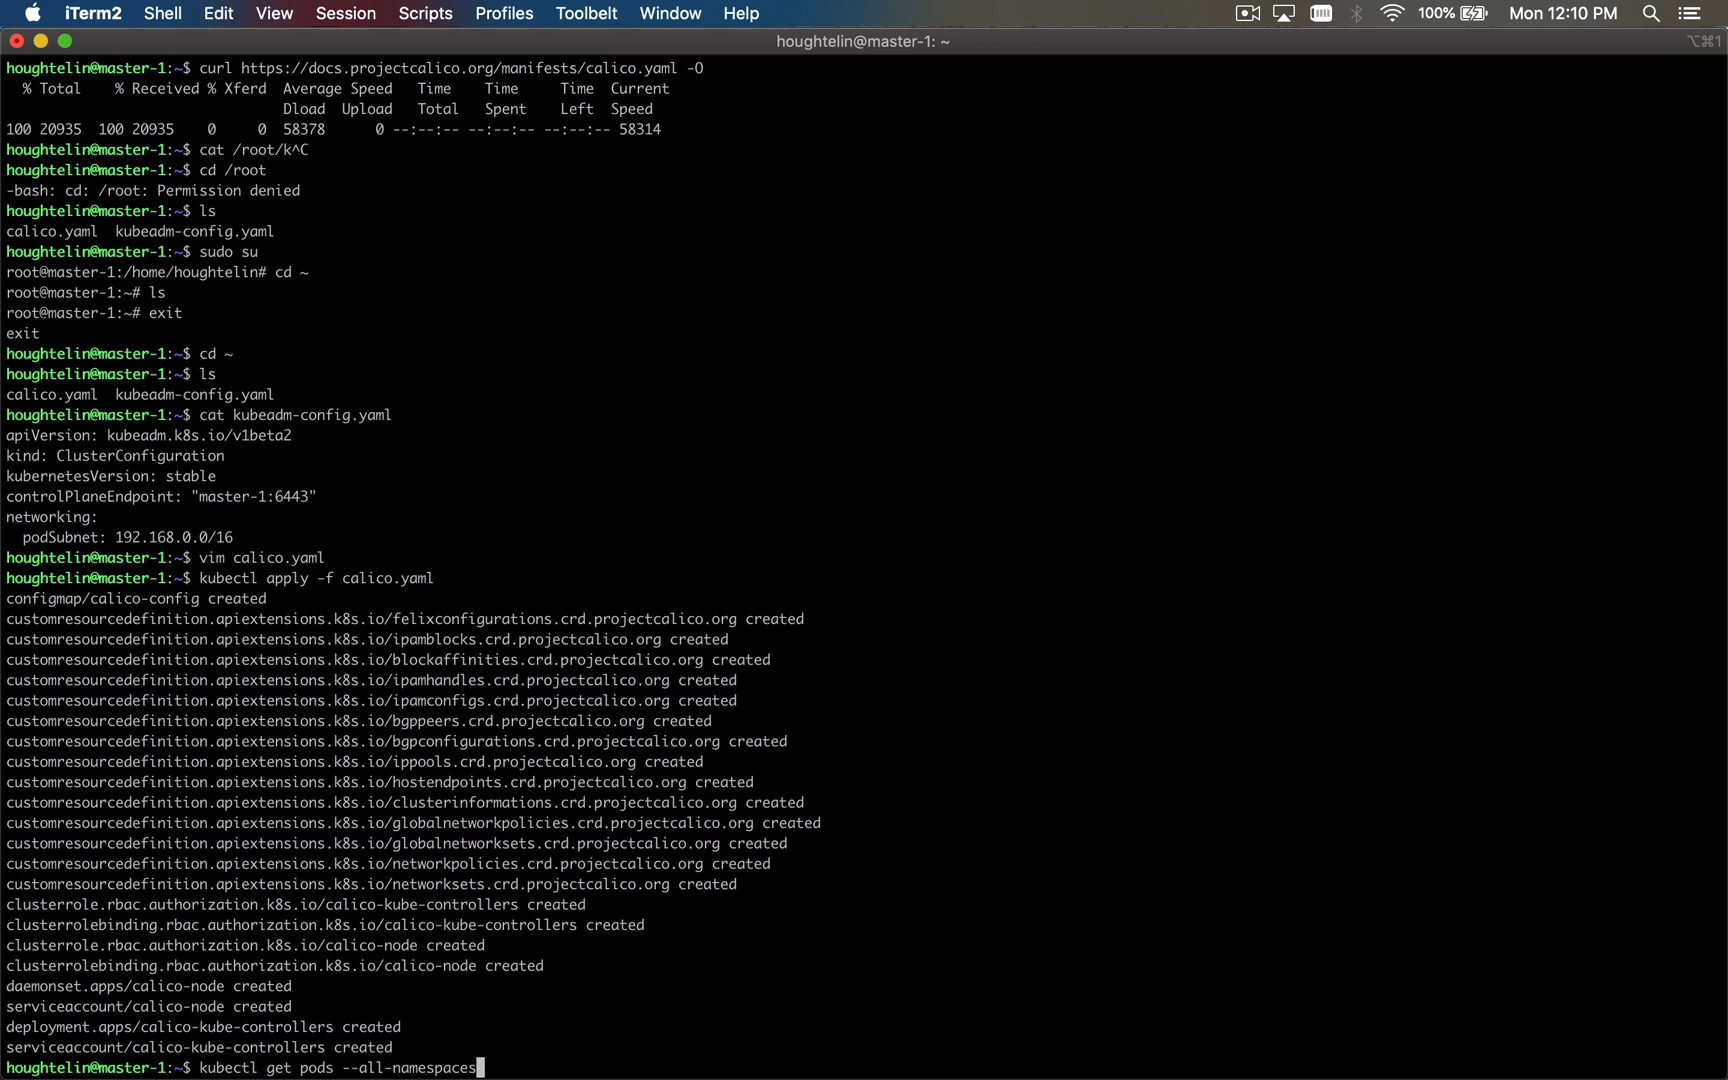 iTerm2 Shell Edit View Session Scripts Profiles Toolbelt Window Help 100% Mon 12:10 PM
houghtelin@master-1: ~ ⌥⌘1
houghtelin@master-1:~$ curl https://docs.projectcalico.org/manifests/calico.yaml -O
  % Total    % Received % Xferd  Average Speed   Time    Time     Time  Current
                                 Dload  Upload   Total   Spent    Left  Speed
100 20935  100 20935    0     0  58378      0 --:--:-- --:--:-- --:--:-- 58314
houghtelin@master-1:~$ cat /root/k^C
houghtelin@master-1:~$ cd /root
-bash: cd: /root: Permission denied
houghtelin@master-1:~$ ls
calico.yaml  kubeadm-config.yaml
houghtelin@master-1:~$ sudo su
root@master-1:/home/houghtelin# cd ~
root@master-1:~# ls
root@master-1:~# exit
exit
houghtelin@master-1:~$ cd ~
houghtelin@master-1:~$ ls
calico.yaml  kubeadm-config.yaml
houghtelin@master-1:~$ cat kubeadm-config.yaml
apiVersion: kubeadm.k8s.io/v1beta2
kind: ClusterConfiguration
kubernetesVersion: stable
controlPlaneEndpoint: "master-1:6443"
networking:
  podSubnet: 192.168.0.0/16
houghtelin@master-1:~$ vim calico.yaml
houghtelin@master-1:~$ kubectl apply -f calico.yaml
configmap/calico-config created
customresourcedefinition.apiextensions.k8s.io/felixconfigurations.crd.projectcalico.org created
customresourcedefinition.apiextensions.k8s.io/ipamblocks.crd.projectcalico.org created
customresourcedefinition.apiextensions.k8s.io/blockaffinities.crd.projectcalico.org created
customresourcedefinition.apiextensions.k8s.io/ipamhandles.crd.projectcalico.org created
customresourcedefinition.apiextensions.k8s.io/ipamconfigs.crd.projectcalico.org created
customresourcedefinition.apiextensions.k8s.io/bgppeers.crd.projectcalico.org created
customresourcedefinition.apiextensions.k8s.io/bgpconfigurations.crd.projectcalico.org created
customresourcedefinition.apiextensions.k8s.io/ippools.crd.projectcalico.org created
customresourcedefinition.apiextensions.k8s.io/hostendpoints.crd.projectcalico.org created
customresourcedefinition.apiextensions.k8s.io/clusterinformations.crd.projectcalico.org created
customresourcedefinition.apiextensions.k8s.io/globalnetworkpolicies.crd.projectcalico.org created
customresourcedefinition.apiextensions.k8s.io/globalnetworksets.crd.projectcalico.org created
customresourcedefinition.apiextensions.k8s.io/networkpolicies.crd.projectcalico.org created
customresourcedefinition.apiextensions.k8s.io/networksets.crd.projectcalico.org created
clusterrole.rbac.authorization.k8s.io/calico-kube-controllers created
clusterrolebinding.rbac.authorization.k8s.io/calico-kube-controllers created
clusterrole.rbac.authorization.k8s.io/calico-node created
clusterrolebinding.rbac.authorization.k8s.io/calico-node created
daemonset.apps/calico-node created
serviceaccount/calico-node created
deployment.apps/calico-kube-controllers created
serviceaccount/calico-kube-controllers created
houghtelin@master-1:~$ kubectl get pods --all-namespaces